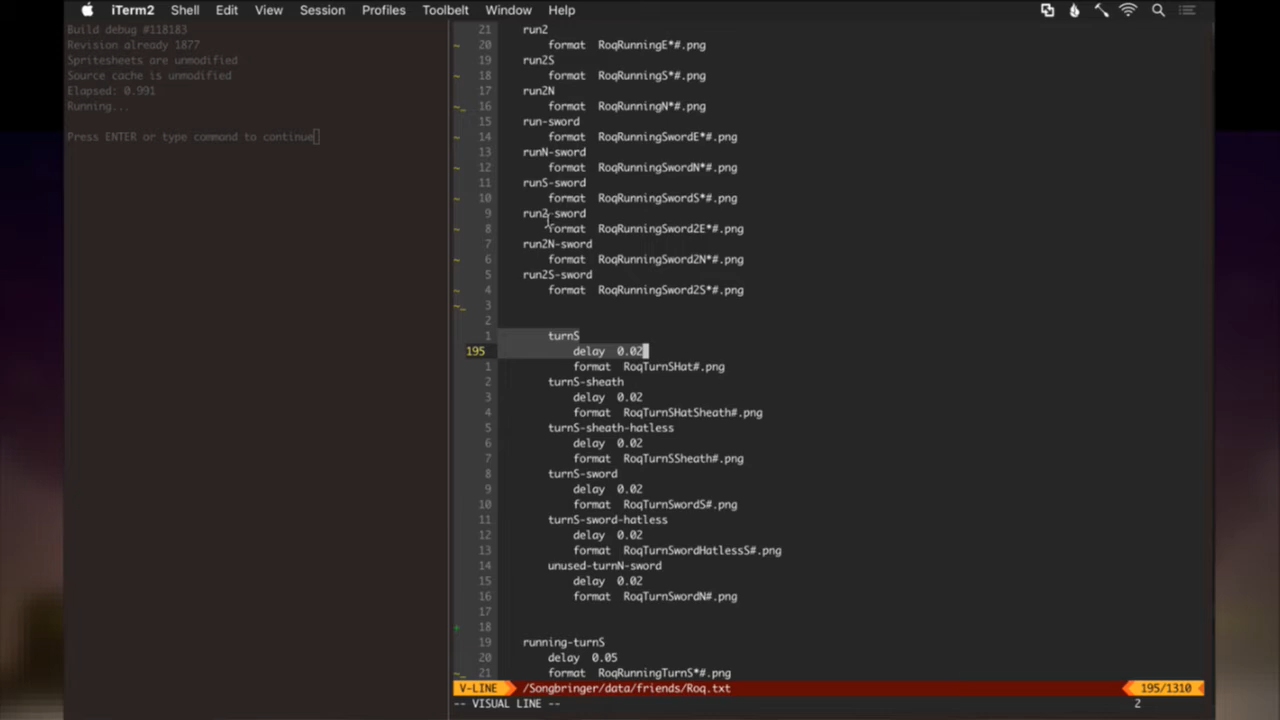 iTerm2 Shell Edit View Session Profiles Toolbelt Window Help
Build debug #118183
Revision already 1877
Spritesheets are unmodified
Source cache is unmodified
Elapsed: 0.991
Running...
Press ENTER or type command to continue
21 run2
~ 20 format RoqRunningE*#.png
19 run2S
~ 18 format RoqRunningS*#.png
17 run2N
~_ 16 format RoqRunningN*#.png
15 run-sword
~ 14 format RoqRunningSwordE*#.png
13 runN-sword
~ 12 format RoqRunningSwordN*#.png
11 runS-sword
~ 10 format RoqRunningSwordS*#.png
9 run2-sword
~ 8 format RoqRunningSword2E*#.png
7 run2N-sword
~ 6 format RoqRunningSword2N*#.png
5 run2S-sword
~ 4 format RoqRunningSword2S*#.png
~_ 3
2
1 turnS
195 delay 0.02
1 format RoqTurnSHat#.png
2 turnS-sheath
3 delay 0.02
4 format RoqTurnSHatSheath#.png
5 turnS-sheath-hatless
6 delay 0.02
7 format RoqTurnSSheath#.png
8 turnS-sword
9 delay 0.02
10 format RoqTurnSwordS#.png
11 turnS-sword-hatless
12 delay 0.02
13 format RoqTurnSwordHatlessS#.png
14 unused-turnN-sword
15 delay 0.02
16 format RoqTurnSwordN#.png
17
+ 18
19 running-turnS
20 delay 0.05
~_ 21 format RoqRunningTurnS*#.png
V-LINE /Songbringer/data/friends/Roq.txt 195/1310
-- VISUAL LINE -- 2